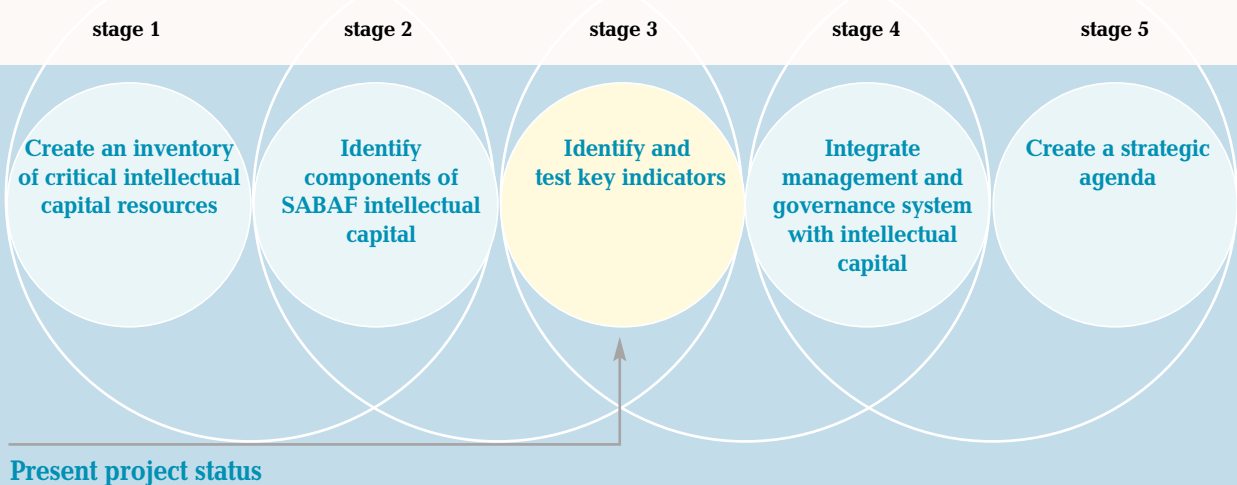 stage 1
stage 2
stage 3
stage 4
stage 5
Create an inventory
of critical intellectual
capital resources
Identify
components of
SABAF intellectual
capital
Identify and
test key indicators
Integrate
management and
governance system
with intellectual
capital
Create a strategic
agenda
Present project status